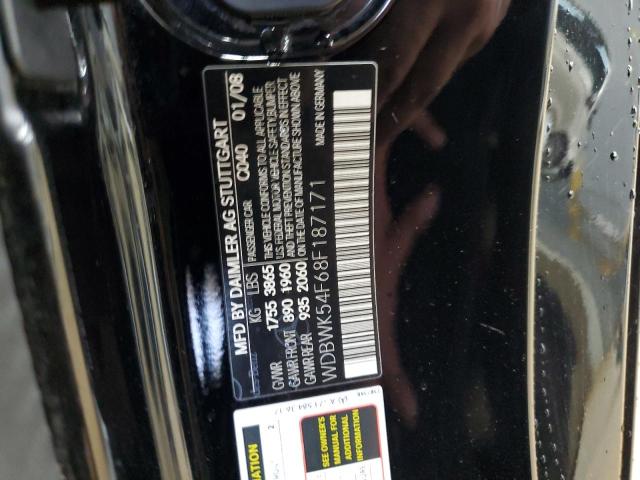 MFD BY DAIMLER AG STUTTGART
C040 01/08
KG LBS PASSENGER CAR
GVWR 1755 3865 THIS VEHICLE CONFORMS TO ALL APPLICABLE
U.S. FEDERAL MOTOR VEHICLE SAFETY, BUMPER
GAWR FRONT 890 1960 AND THEFT PREVENTION STANDARDS IN EFFECT
GAWR REAR 935 2060 ON THE DATE OF MANUFACTURE SHOWN ABOVE
WDBWK54F68F187171 MADE IN GERMANY
SEE OWNER'S
MANUAL FOR
ADDITIONAL
INFORMATION